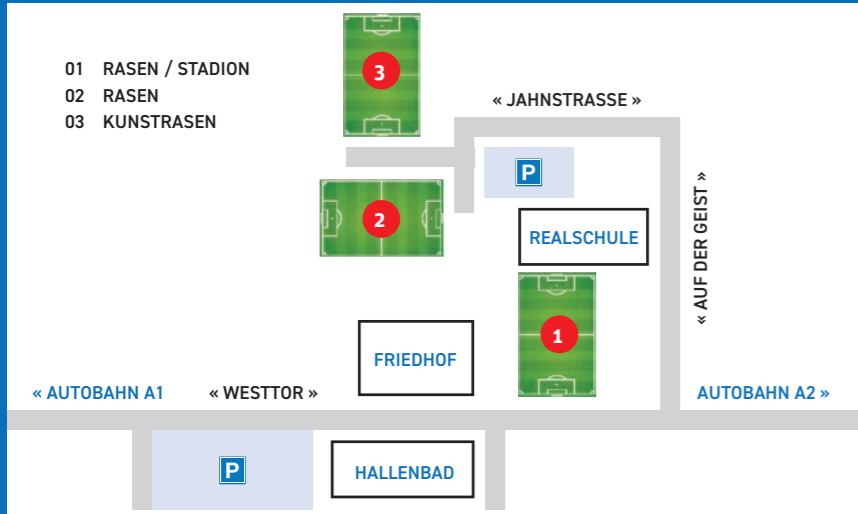 01 RASEN / STADION
02 RASEN
03 KUNSTRASEN
3
« JAHNSTRASSE »
P
2
REALSCHULE
« AUF DER GEIST »
1
FRIEDHOF
« AUTOBAHN A1
« WESTTOR »
AUTOBAHN A2 »
P
HALLENBAD